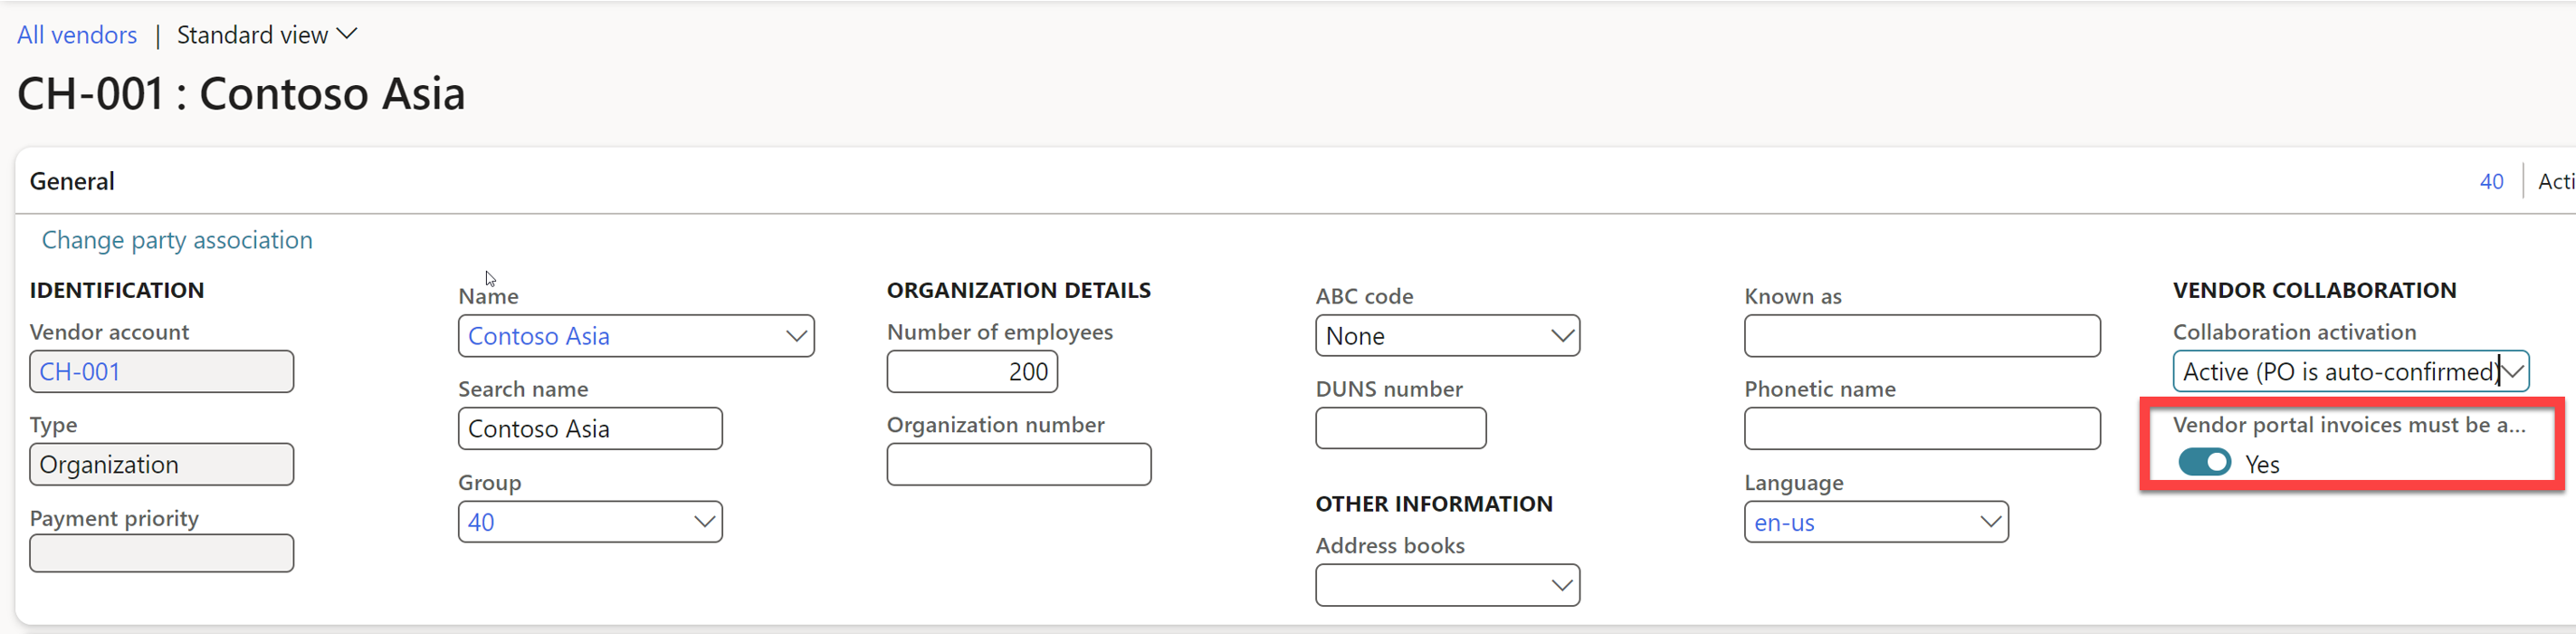 All vendors | Standard view
CH-001 : Contoso Asia
General
40 | Acti
Change party association
IDENTIFICATION
Vendor account
CH-001
Type
Organization
Payment priority
Name
Contoso Asia
Search name
Contoso Asia
Group
40
ORGANIZATION DETAILS
Number of employees
200
Organization number
ABC code
None
DUNS number
OTHER INFORMATION
Address books
Known as
Phonetic name
Language
en-us
VENDOR COLLABORATION
Collaboration activation
Active (PO is auto-confirmed)
Vendor portal invoices must be a...
Yes